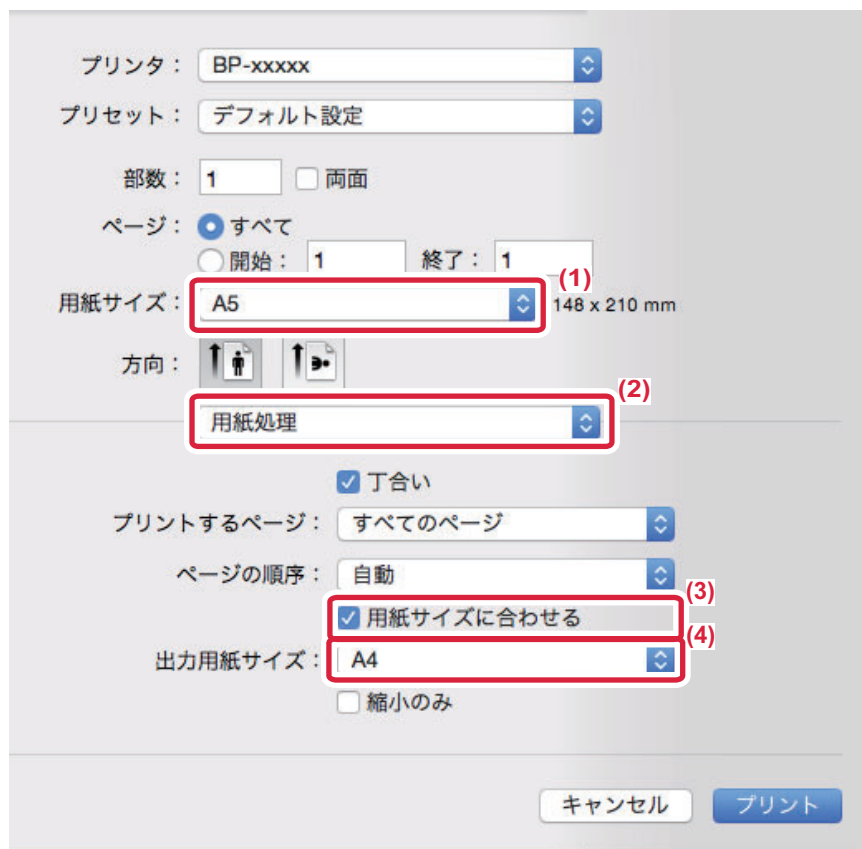 プリンタ： BP-xxxxx
プリセット： デフォルト設定
部数： 1 両面
ページ： すべて
開始： 1 終了： 1
(1)
用紙サイズ： A5 148 x 210 mm
方向：
(2)
用紙処理
丁合い
プリントするページ： すべてのページ
ページの順序： 自動
(3)
用紙サイズに合わせる
(4)
出力用紙サイズ： A4
縮小のみ
キャンセル プリント